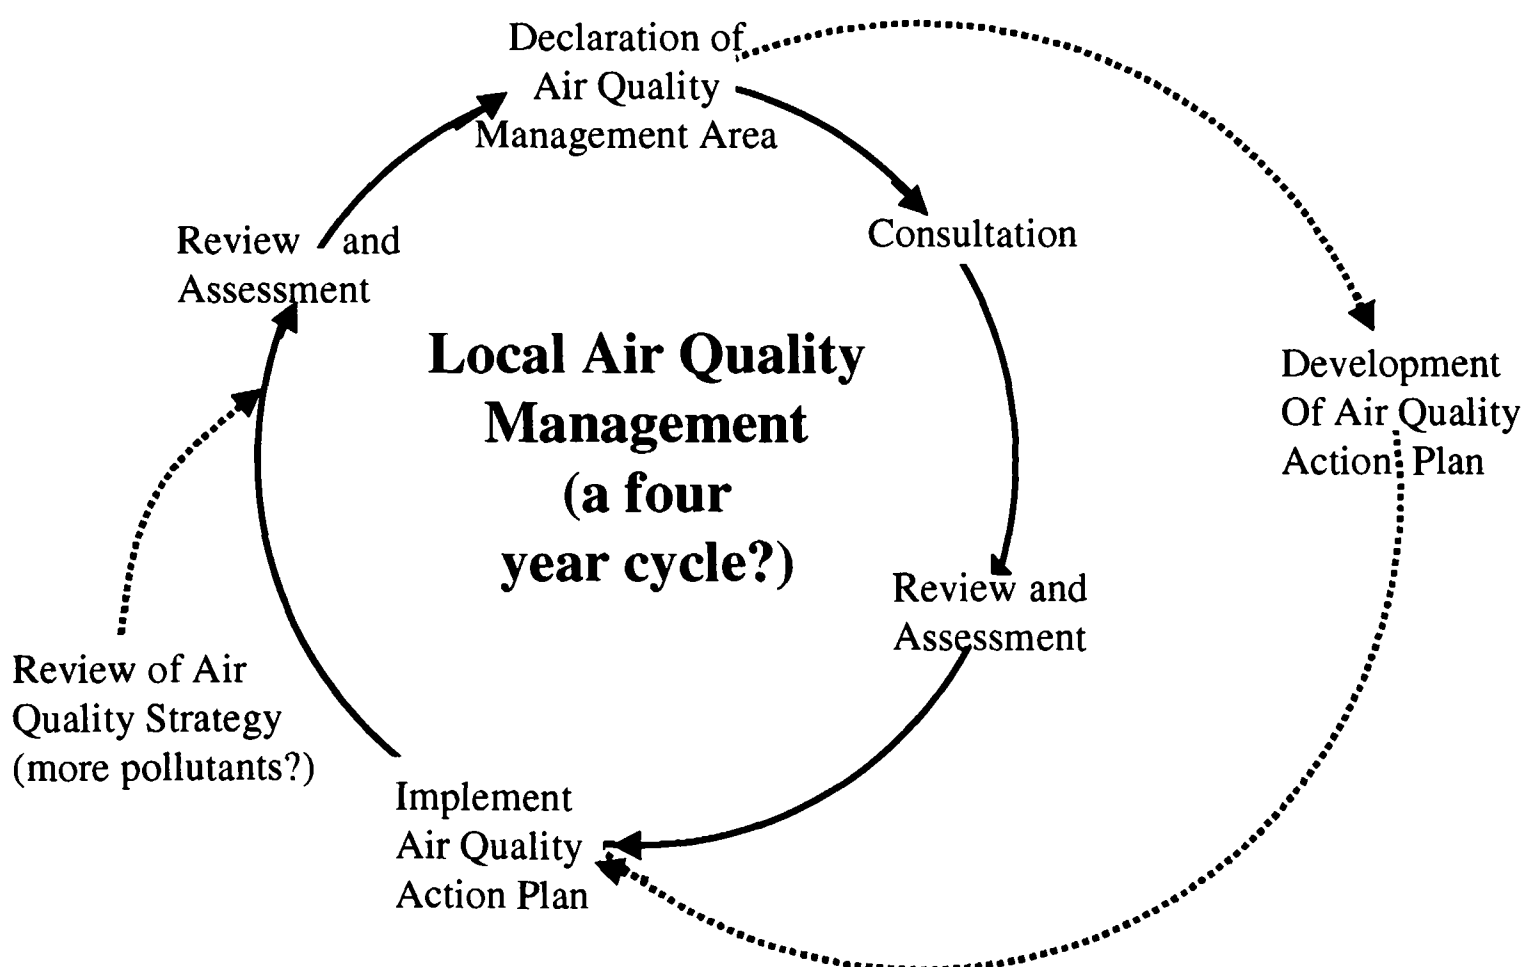 Declaration of
Air Quality
Management Area
Consultation
Review and
Assessment
Local Air Quality
Management
(a four
year cycle?)
Development
Of Air Quality
Action Plan
Review and
Assessment
Review of Air
Quality Strategy
(more pollutants?)
Implement
Air Quality
Action Plan